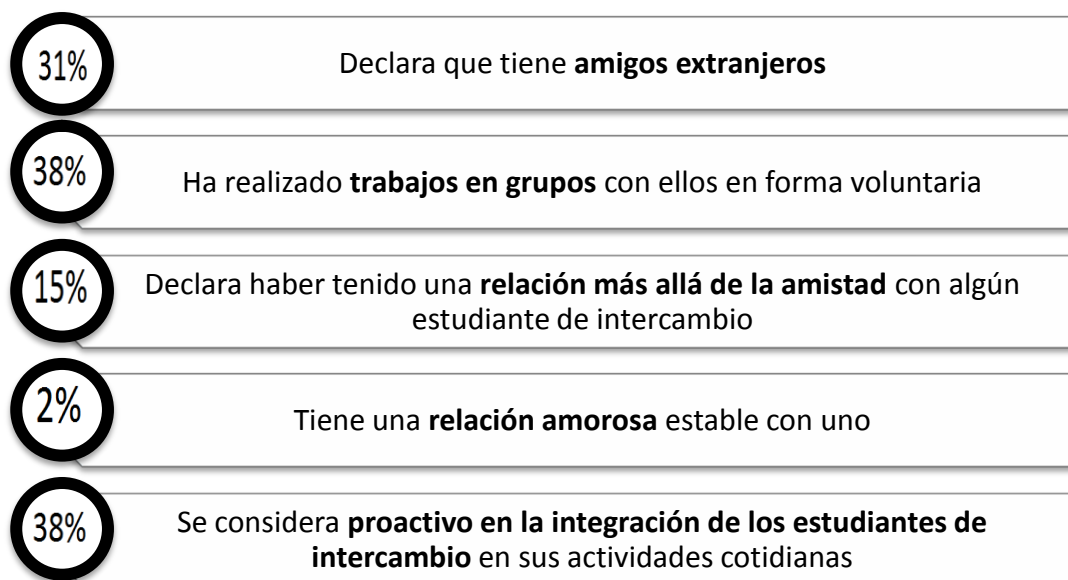 31%
Declara que tiene amigos extranjeros
38%
Ha realizado trabajos en grupos con ellos en forma voluntaria
15%
Declara haber tenido una relación más allá de la amistad con algún
estudiante de intercambio
2%
Tiene una relación amorosa estable con uno
38%
Se considera proactivo en la integración de los estudiantes de
intercambio en sus actividades cotidianas